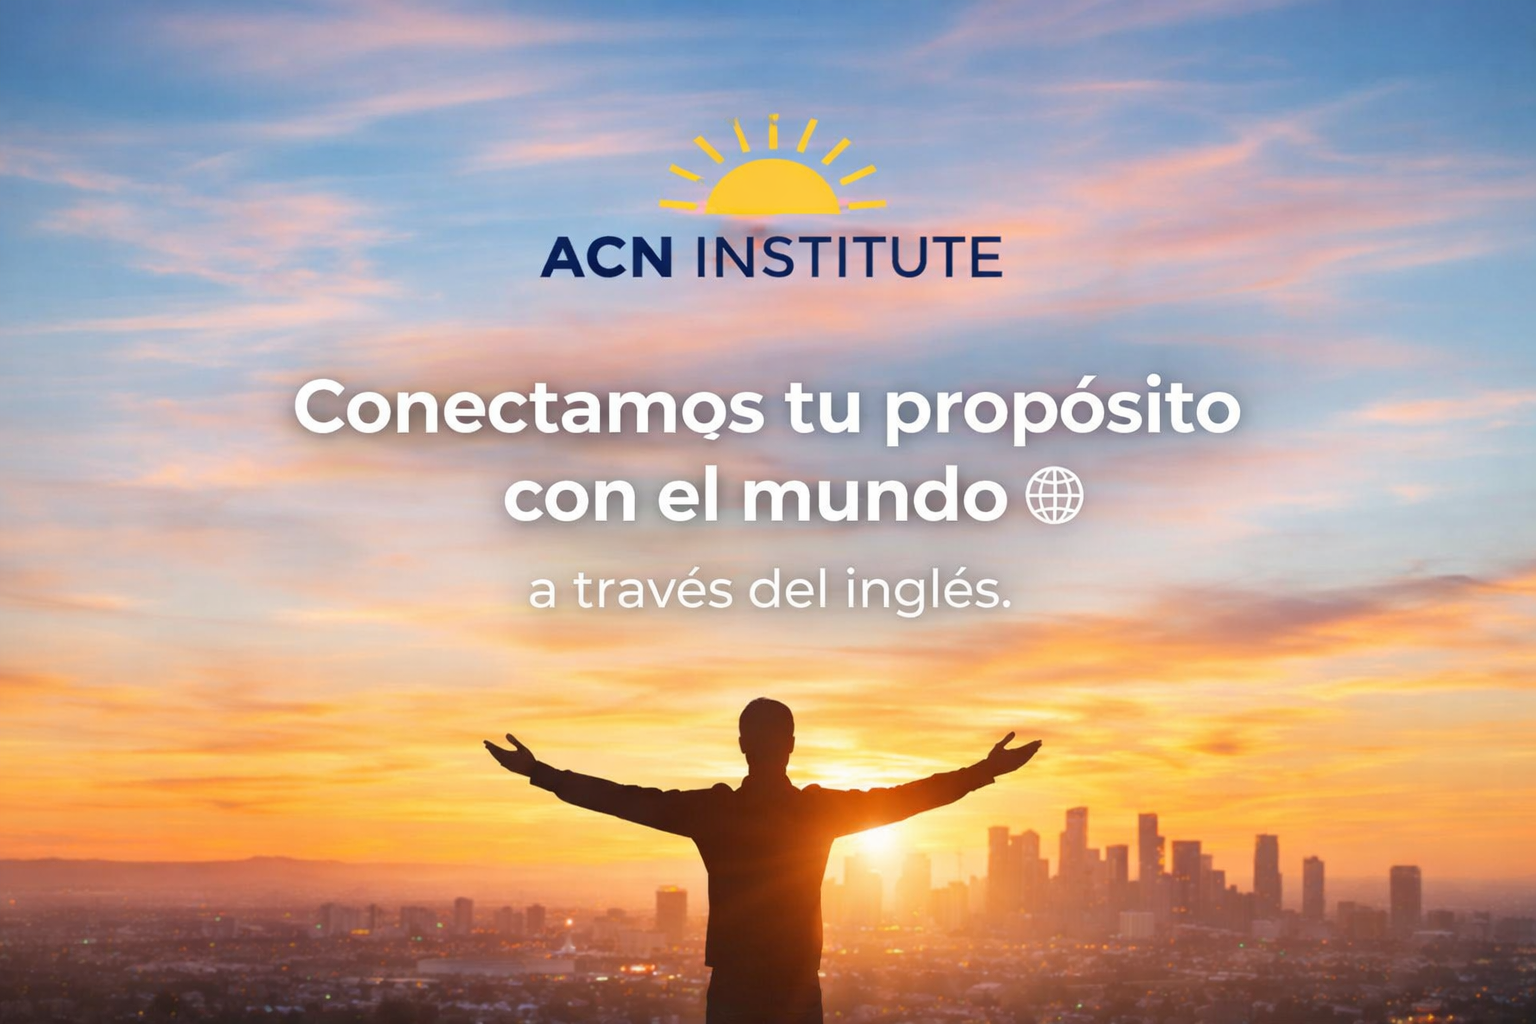 ACN INSTITUTE
Conectamos tu propósito
con el mundo
a través del inglés.